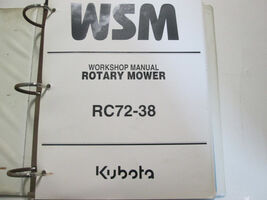 WSM
WORKSHOP MANUAL
ROTARY MOWER
RC72-38
Kubota